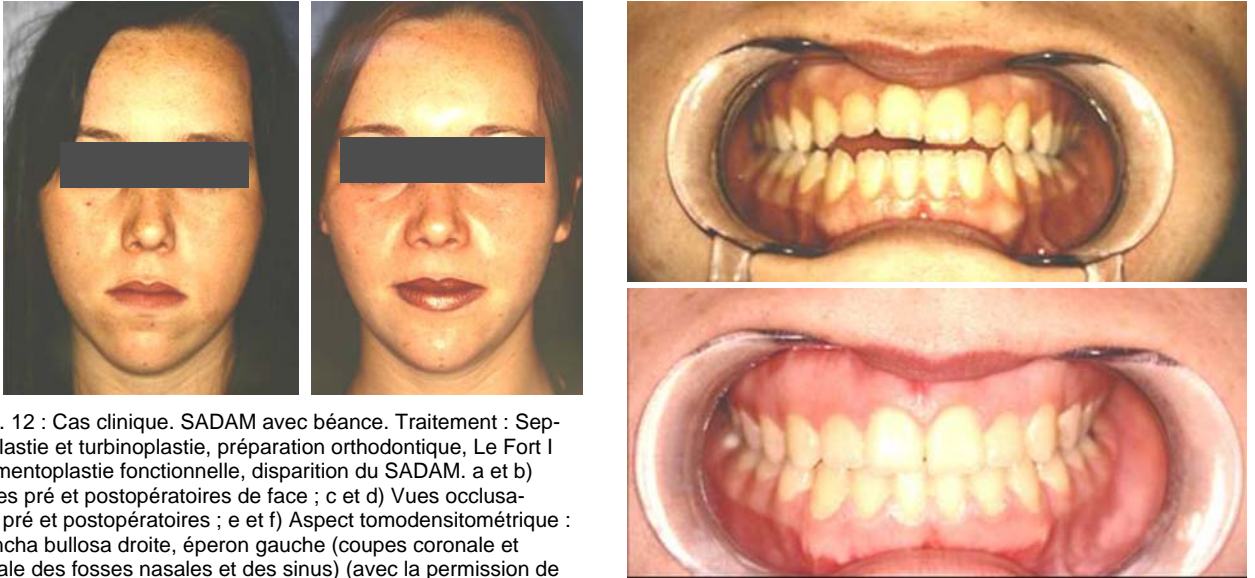 . 12 : Cas clinique. SADAM avec béance. Traitement : Sep-
lastie et turbinoplastie, préparation orthodontique, Le Fort I
mentoplastie fonctionnelle, disparition du SADAM. a et b)
es pré et postopératoires de face ; c et d) Vues occlusa-
pré et postopératoires ; e et f) Aspect tomodensitométrique :
ncha bullosa droite, éperon gauche (coupes coronale et
ale des fosses nasales et des sinus) (avec la permission de